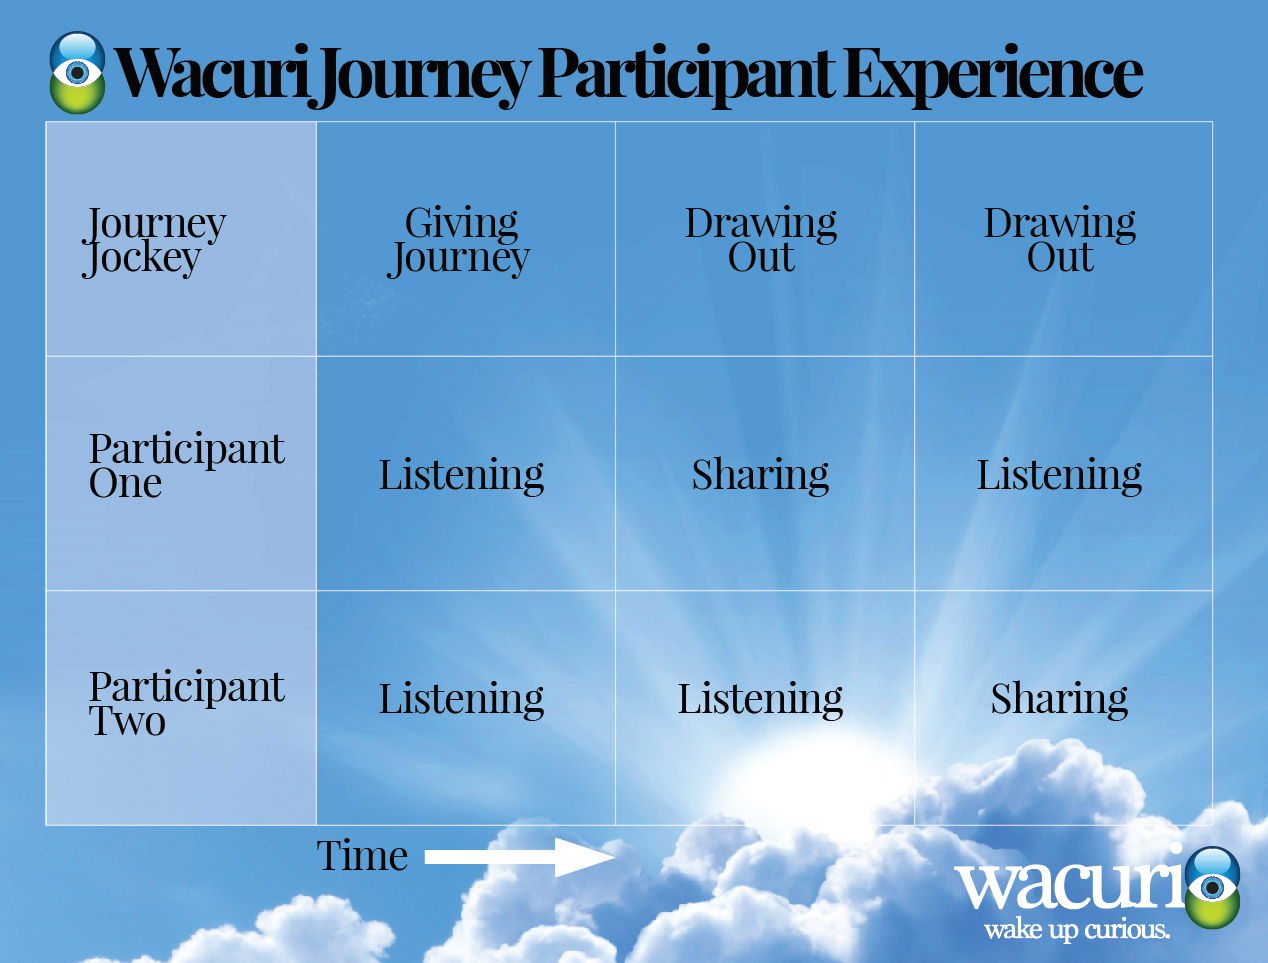 Wacuri Journey Participant Experience
Journey
Jockey
Giving
Journey
Drawing
Out
Drawing
Out
Participant
One
Listening
Sharing
Listening
Participant
Two
Listening
Listening
Sharing
Time
wacuri
wake up curious.